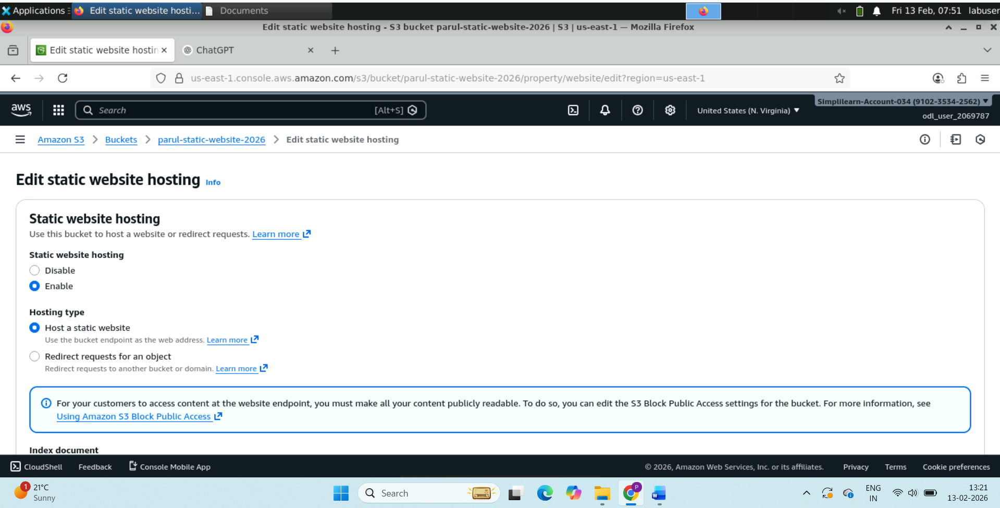 Applications
Edit static website hosti...
Documents
Fri 13 Feb, 07:51 labuser
Edit static website hosting - S3 bucket parul-static-website-2026 | S3 | us-east-1 — Mozilla Firefox
Edit static website hostin
ChatGPT
us-east-1.console.aws.amazon.com/s3/bucket/parul-static-website-2026/property/website/edit?region=us-east-1
aws
Search
[Alt+S]
United States (N. Virginia)
Simplilearn-Account-034 (9102-3534-2562)
odl_user_2069787
Amazon S3
Buckets
parul-static-website-2026
Edit static website hosting
Edit static website hosting Info
Static website hosting
Use this bucket to host a website or redirect requests. Learn more
Static website hosting
Disable
Enable
Hosting type
Host a static website
Use the bucket endpoint as the web address. Learn more
Redirect requests for an object
Redirect requests to another bucket or domain. Learn more
For your customers to access content at the website endpoint, you must make all your content publicly readable. To do so, you can edit the S3 Block Public Access settings for the bucket. For more information, see
Using Amazon S3 Block Public Access
Index document
CloudShell
Feedback
Console Mobile App
© 2026, Amazon Web Services, Inc. or its affiliates.
Privacy
Terms
Cookie preferences
1
21°C
Sunny
Search
P
W
ENG
IN
13:21
13-02-2026